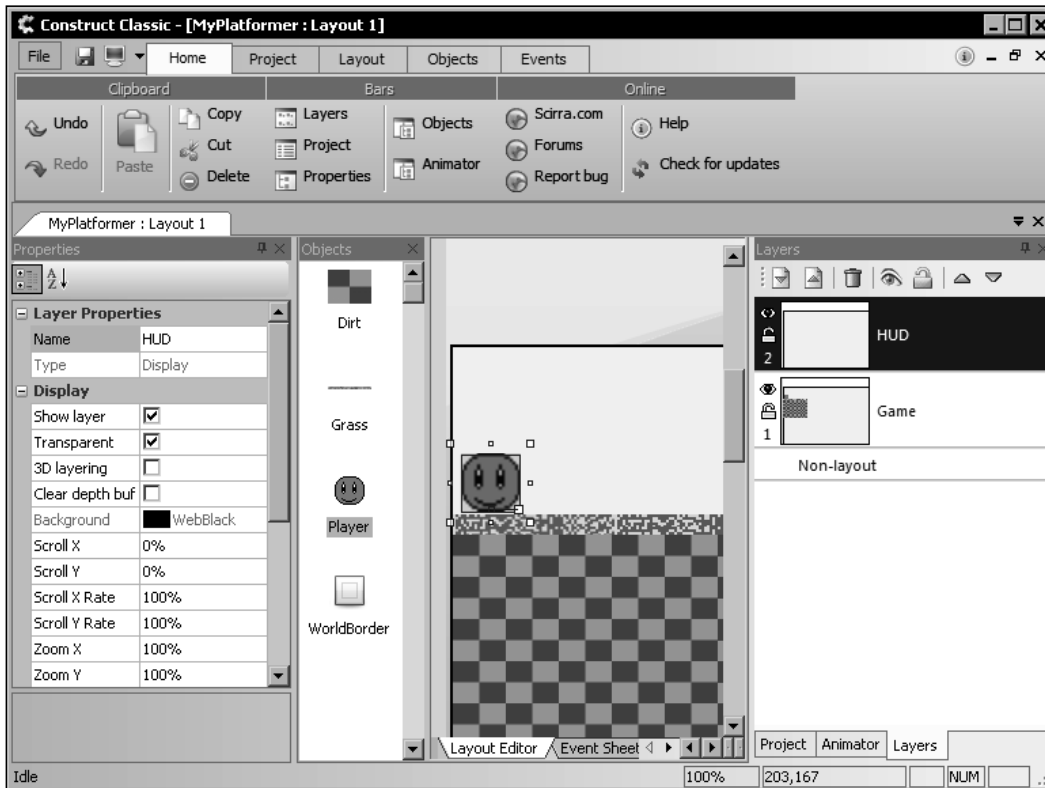 Construct Classic - [MyPlatformer : Layout 1]
File Home Project Layout Objects Events
Clipboard Bars Online
Undo
Redo
Paste
Copy
Cut
Delete
Layers
Project
Properties
Objects
Animator
Scirra.com
Forums
Report bug
Help
Check for updates
MyPlatformer : Layout 1
Properties
A
Z
Layer Properties
Name HUD
Type Display
Display
Show layer
Transparent
3D layering
Clear depth buf
Background WebBlack
Scroll X 0%
Scroll Y 0%
Scroll X Rate 100%
Scroll Y Rate 100%
Zoom X 100%
Zoom Y 100%
Objects
Dirt
Grass
Player
WorldBorder
Layout Editor Event Sheet
Layers
2 HUD
1 Game
Non-layout
Project Animator Layers
Idle 100% 203,167 NUM